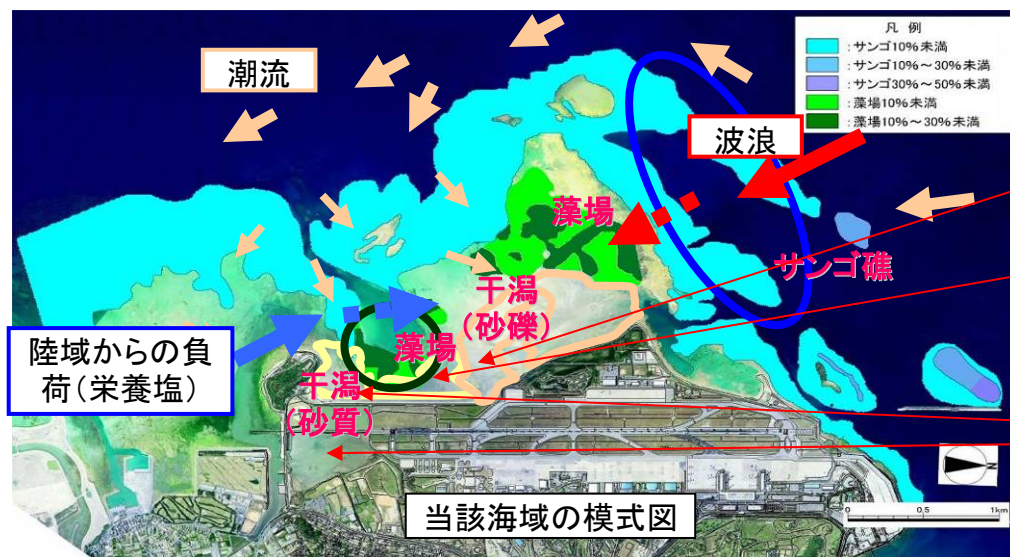 凡 例
：サンゴ10％未満
：サンゴ10％～30％未満
：サンゴ30％～50％未満
：藻場10％未満
：藻場10％～30％未満
潮流
波浪
藻場
サンゴ礁
干潟
（砂礫）
陸域からの負
荷（栄養塩）
藻場
干潟
（砂質）
N
当該海域の模式図
0 0.5 1km